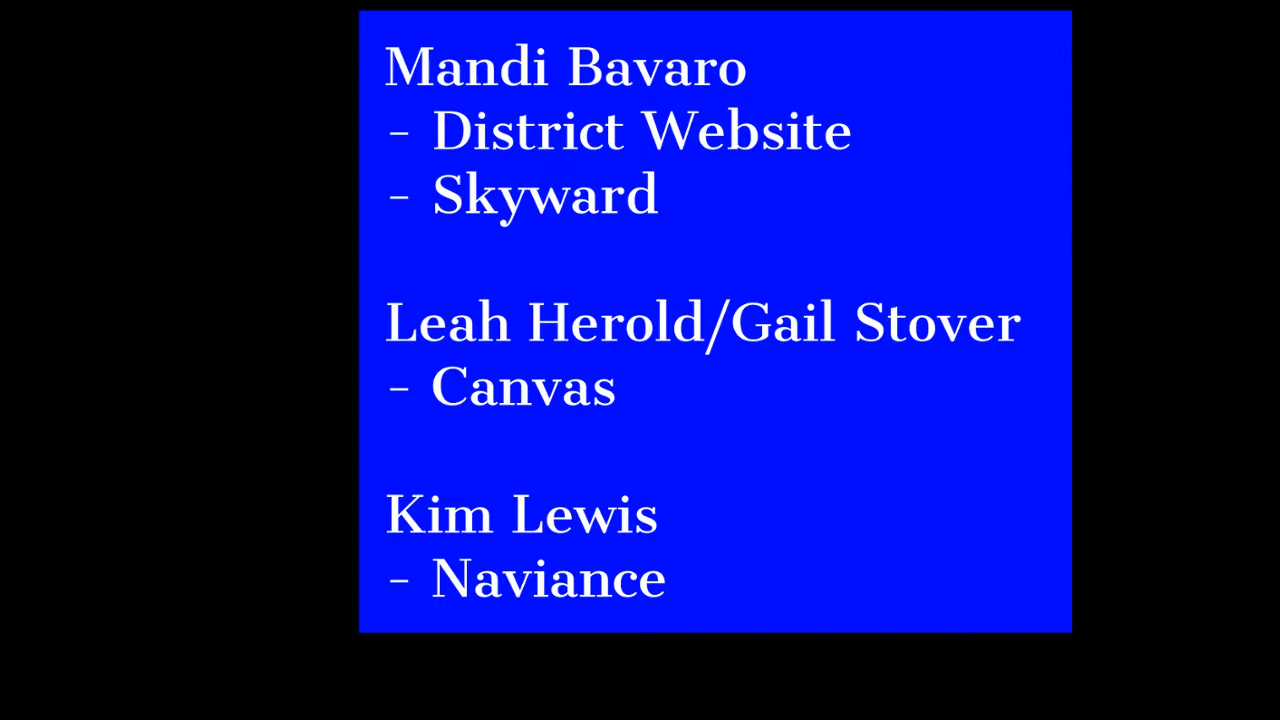 Mandi Bavaro
- District Website
- Skyward
Leah Herold/Gail Stover
- Canvas
Kim Lewis
- Naviance